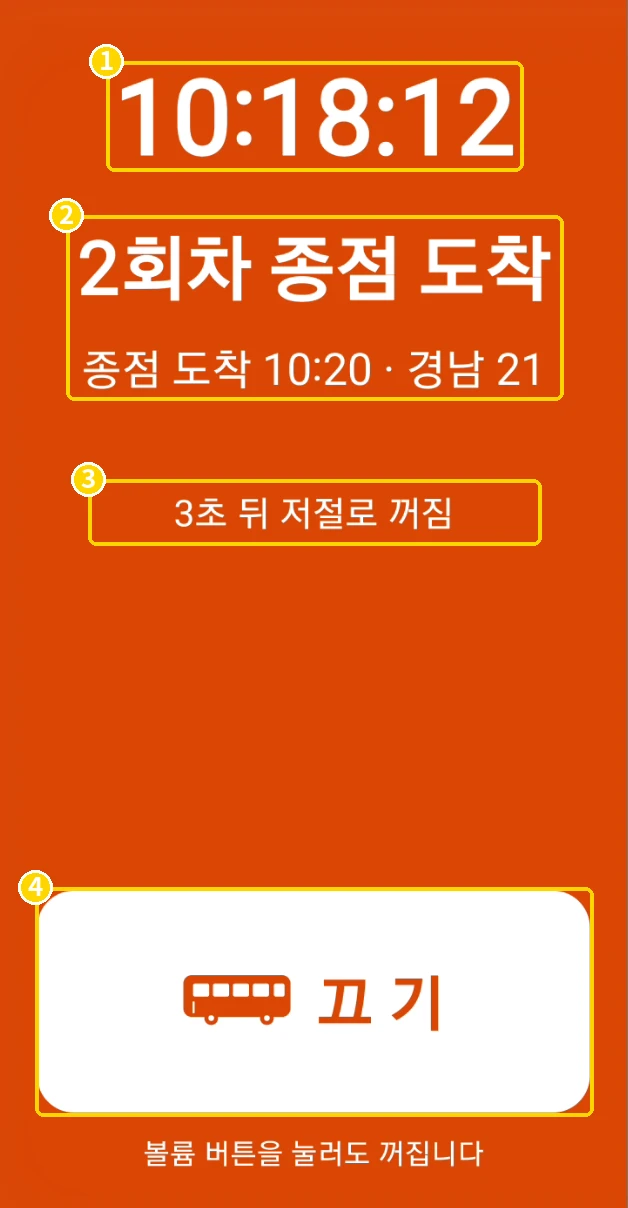 1
10:18:12
2
2회차 종점 도착
종점 도착 10:20 · 경남 21
3
3초 뒤 저절로 꺼짐
4
끄기
볼륨 버튼을 눌러도 꺼집니다